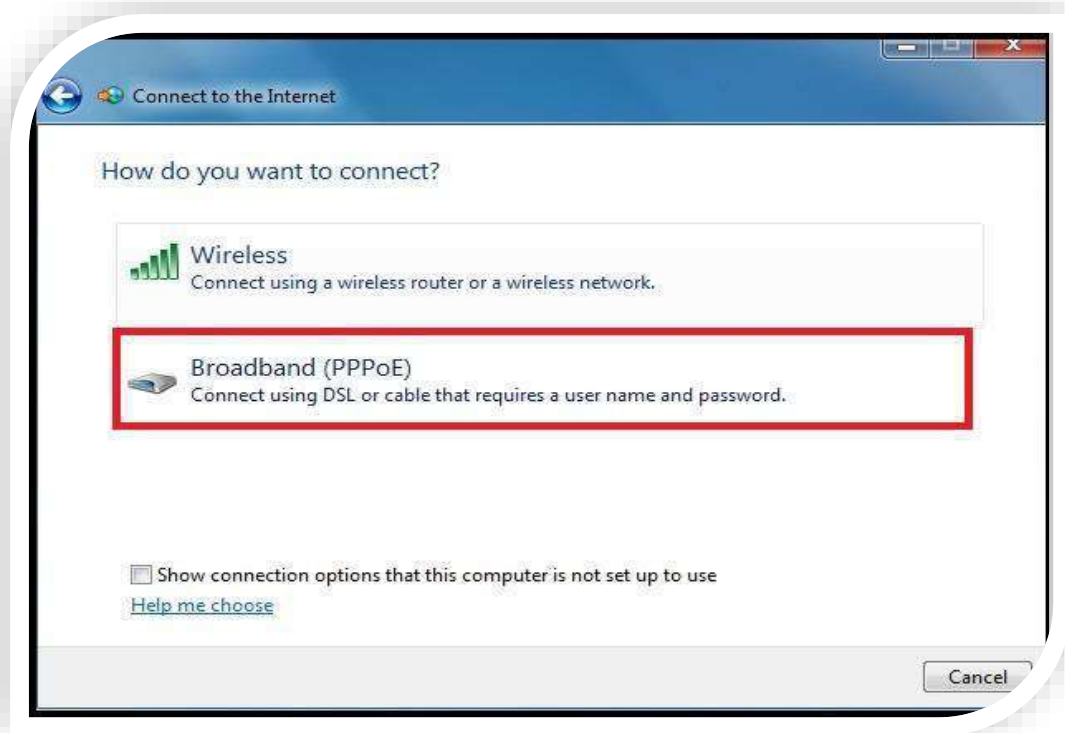 Connect to the Internet
How do you want to connect?
Wireless
Connect using a wireless router or a wireless network.
Broadband (PPPoE)
Connect using DSL or cable that requires a user name and password.
Show connection options that this computer is not set up to use
Help me choose
Cancel